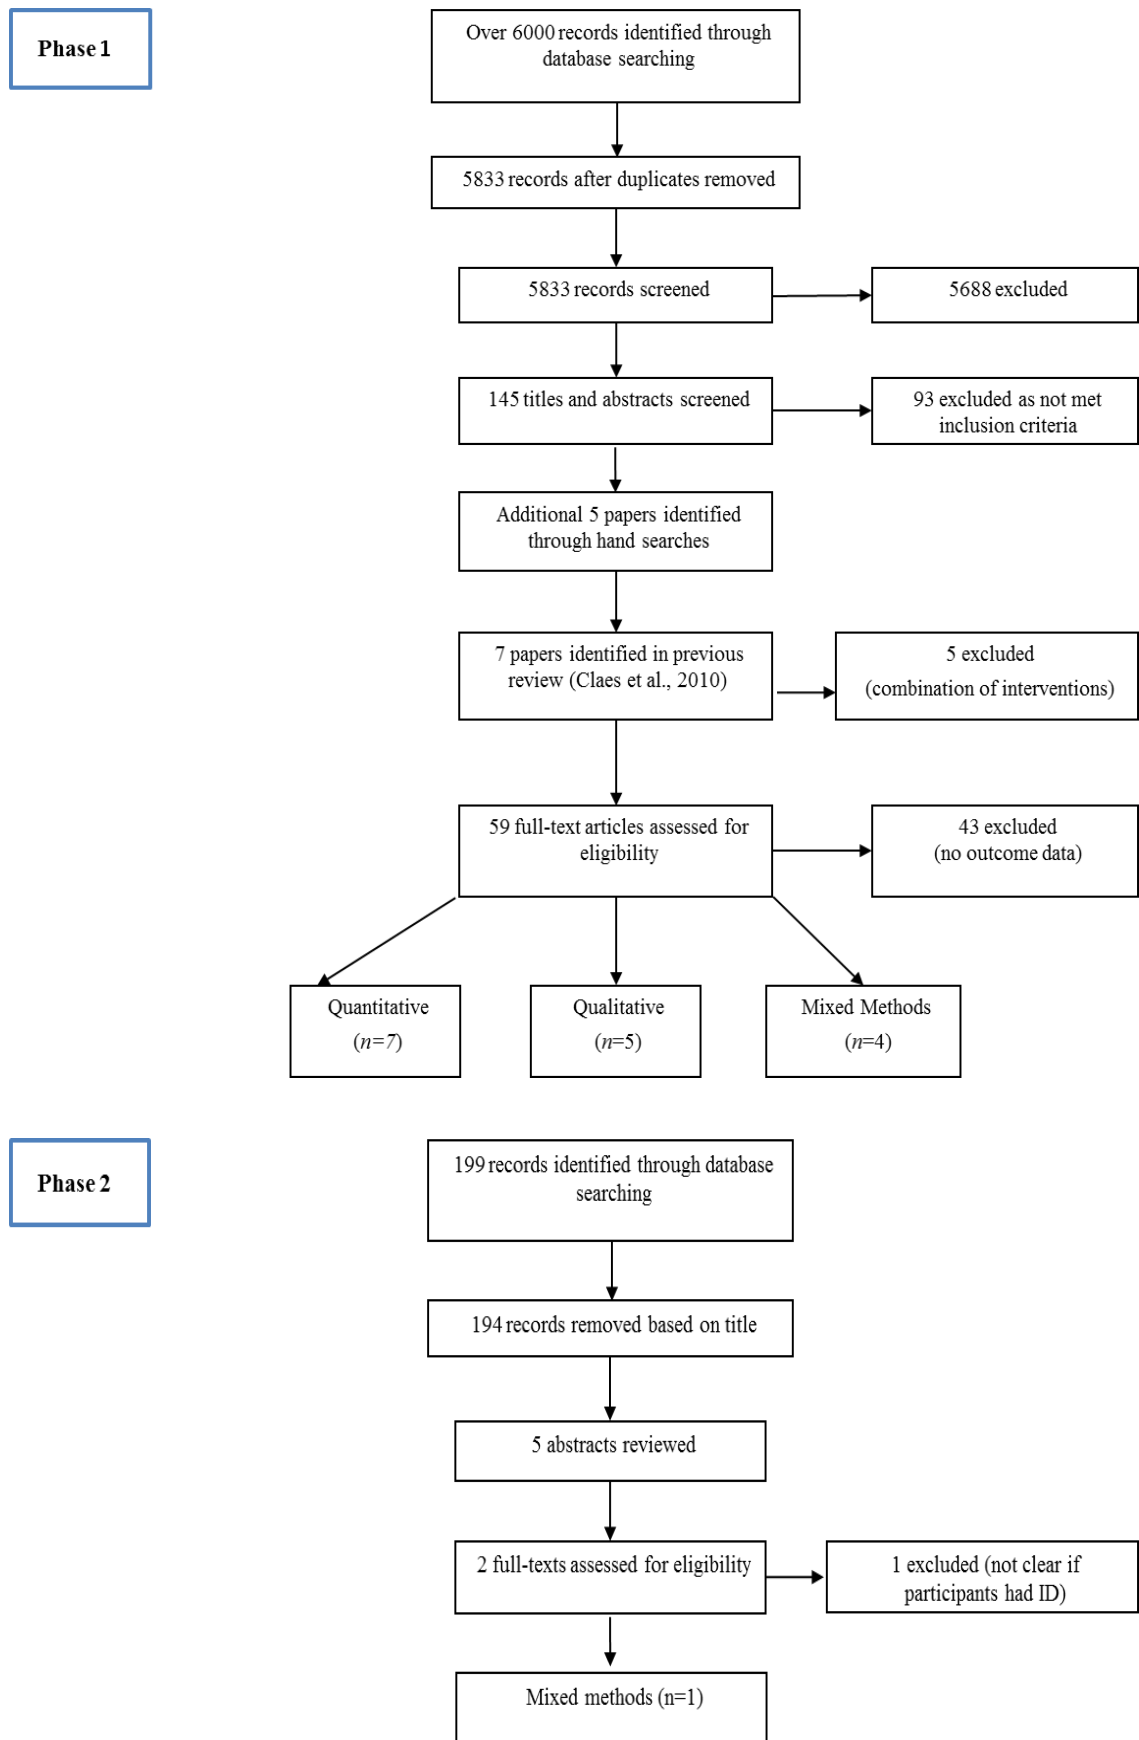 Phase 1
Over 6000 records identified through
database searching
5833 records after duplicates removed
5833 records screened
5688 excluded
145 titles and abstracts screened
93 excluded as not met
inclusion criteria
Additional 5 papers identified
through hand searches
7 papers identified in previous
review (Claes et al., 2010)
5 excluded
(combination of interventions)
59 full-text articles assessed for
eligibility
43 excluded
(no outcome data)
Quantitative
(n=7)
Qualitative
(n=5)
Mixed Methods
(n=4)
Phase 2
199 records identified through database
searching
194 records removed based on title
5 abstracts reviewed
2 full-texts assessed for eligibility
1 excluded (not clear if
participants had ID)
Mixed methods (n=1)